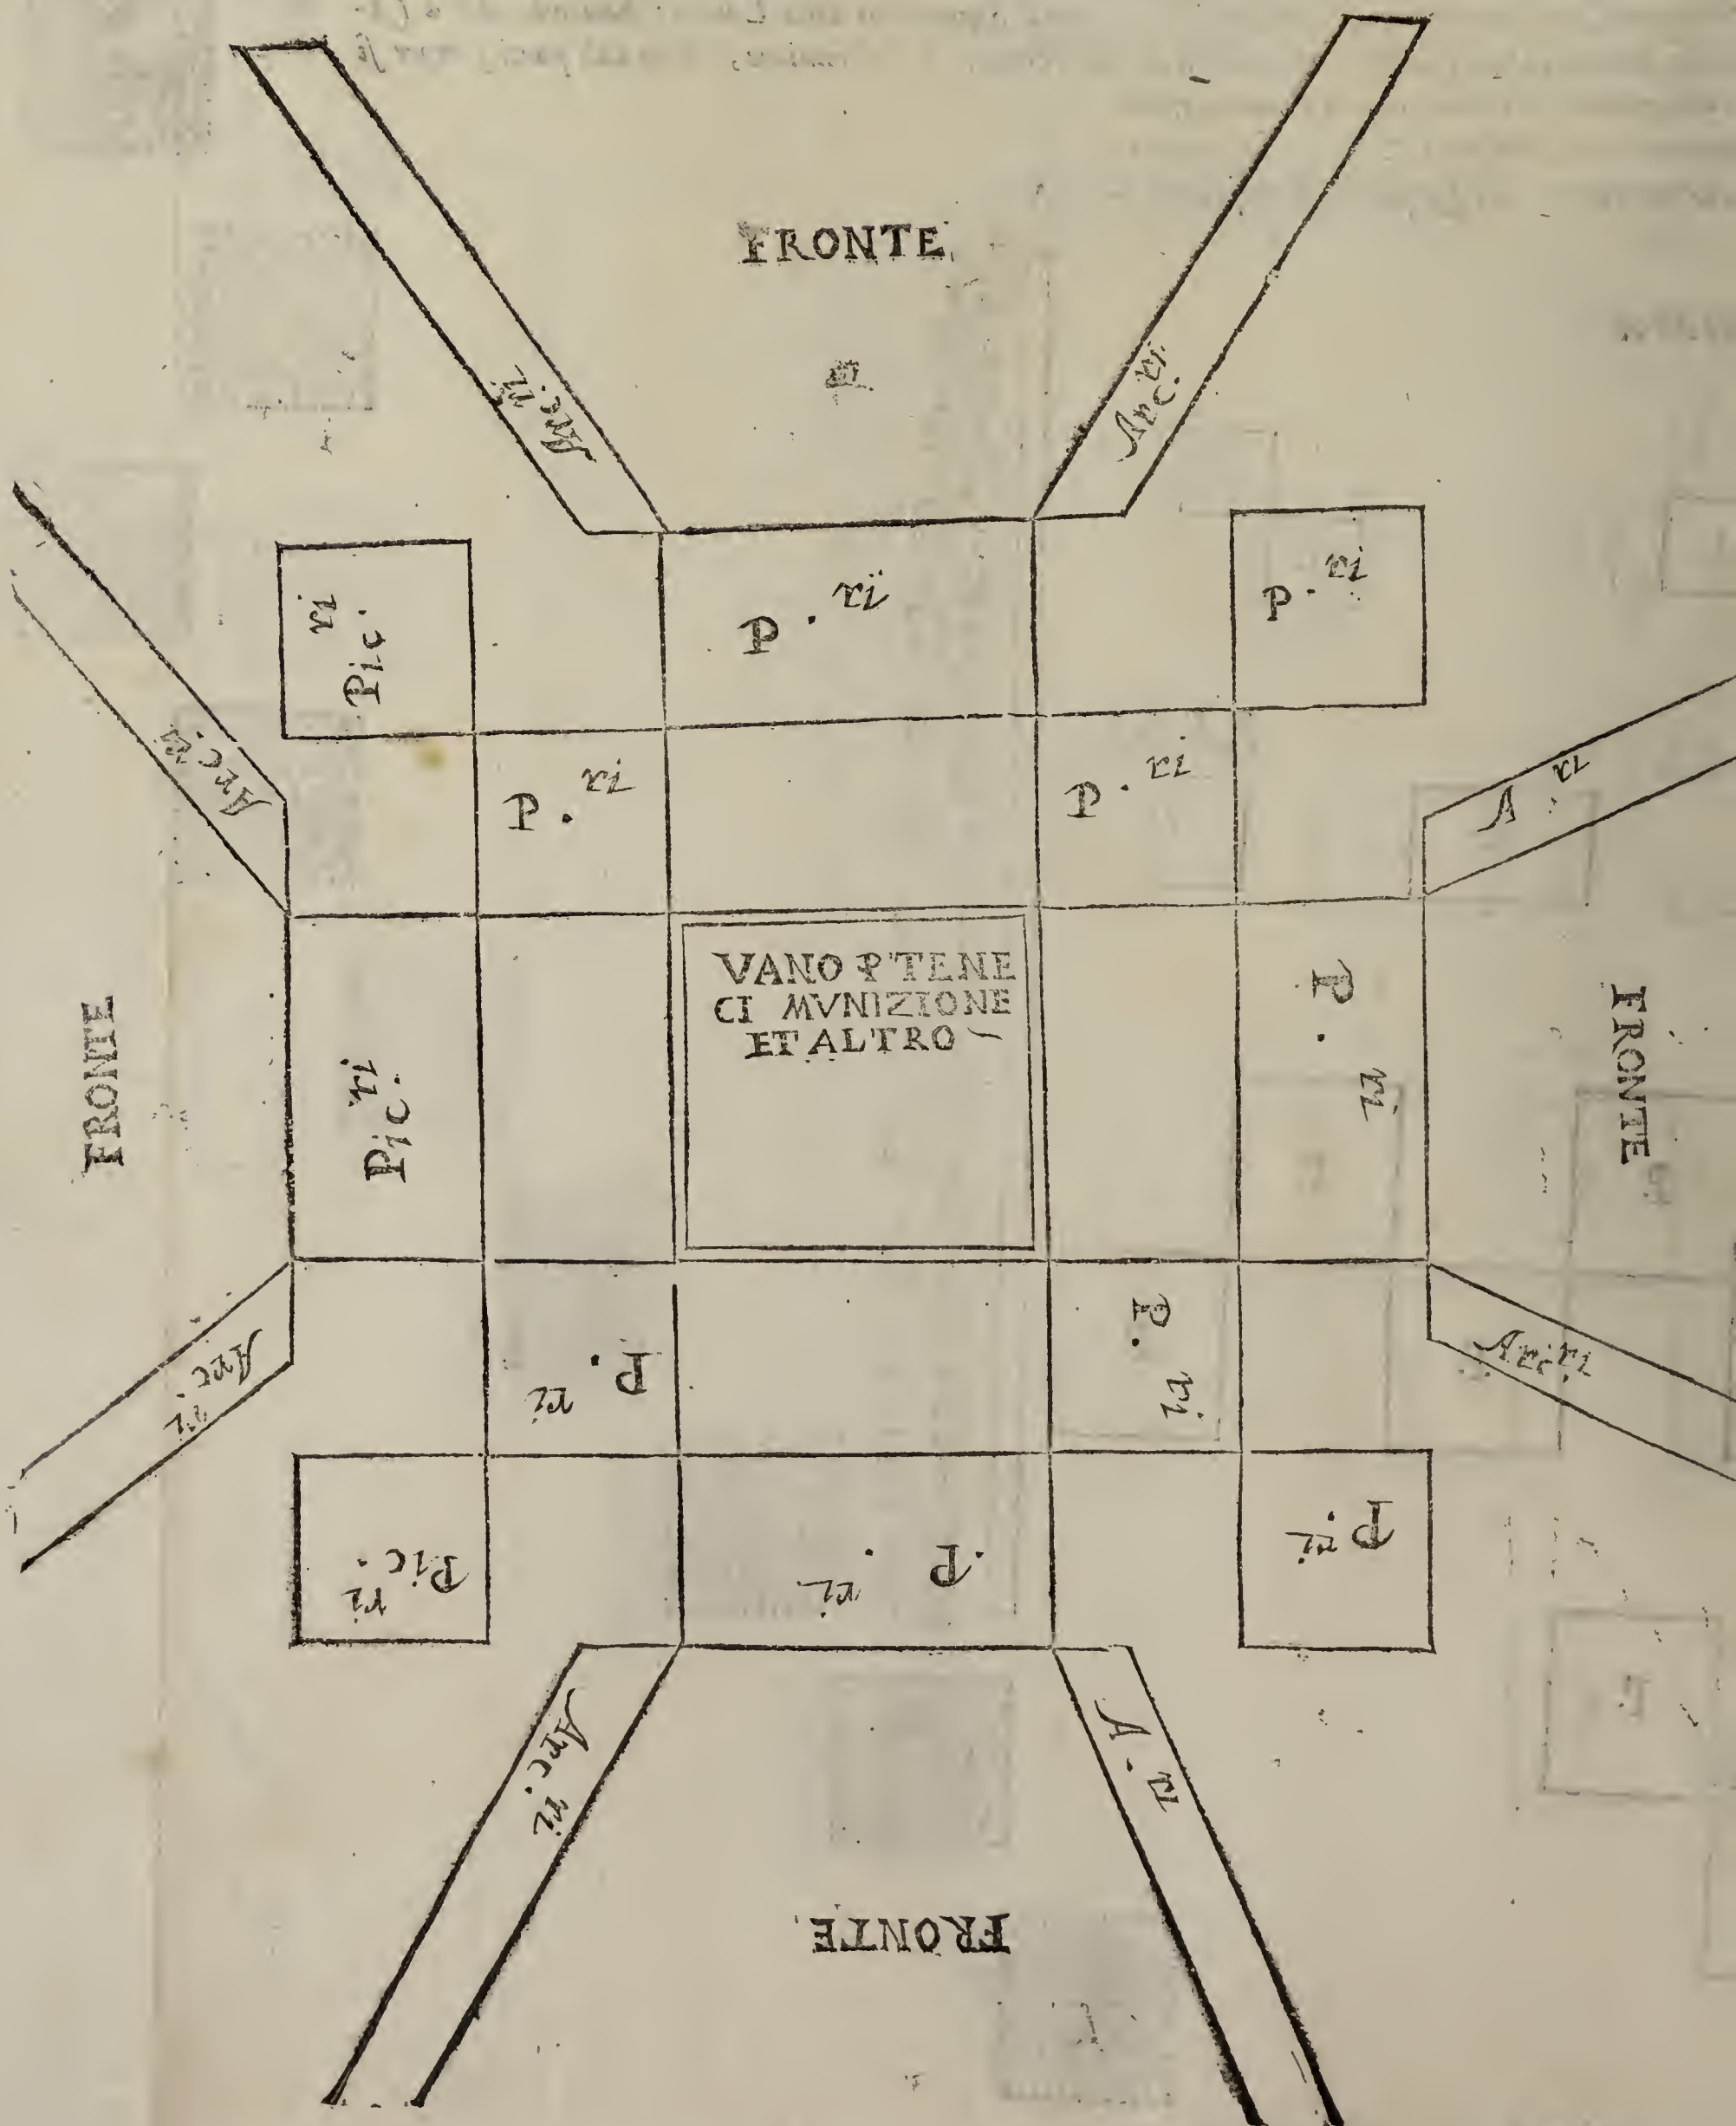 FRONTE
Arc. ri
Arc. ri
Pic. ri
P. ri
P. ri
Arc. ri
P. ri
P. ri
A. ri
VANO P TENE
CI MVNIZIONE
ET ALTRO
FRONTE
Pic. ri
P. ri
FRONTE
Arc. ri
P. ri
P. ri
Arc. ri
Pic. ri
P. ri
P ri
Arc. ri
A. ri
FRONTE